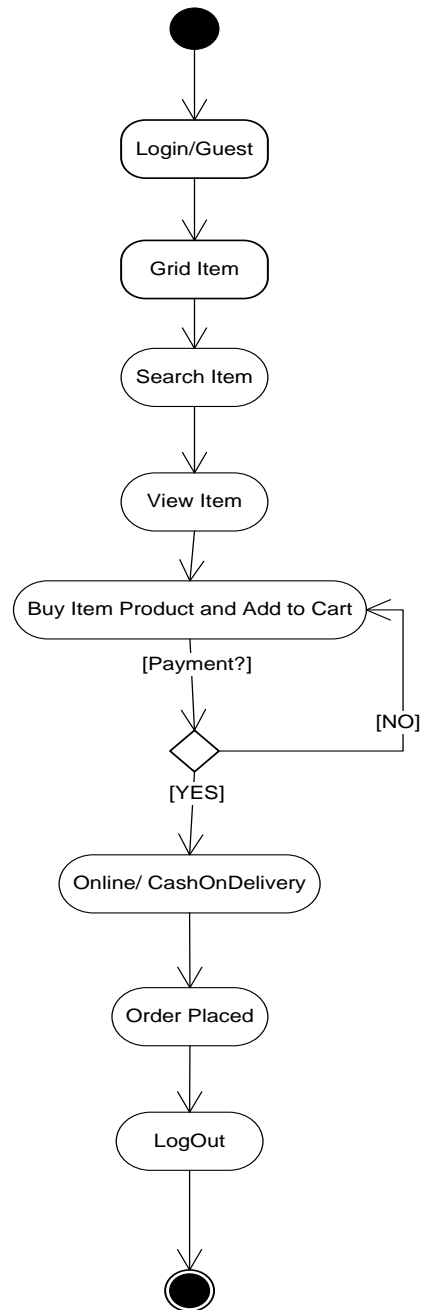 Login/Guest
Grid Item
Search Item
View Item
Buy Item Product and Add to Cart
[Payment?]
[NO]
[YES]
Online/ CashOnDelivery
Order Placed
LogOut